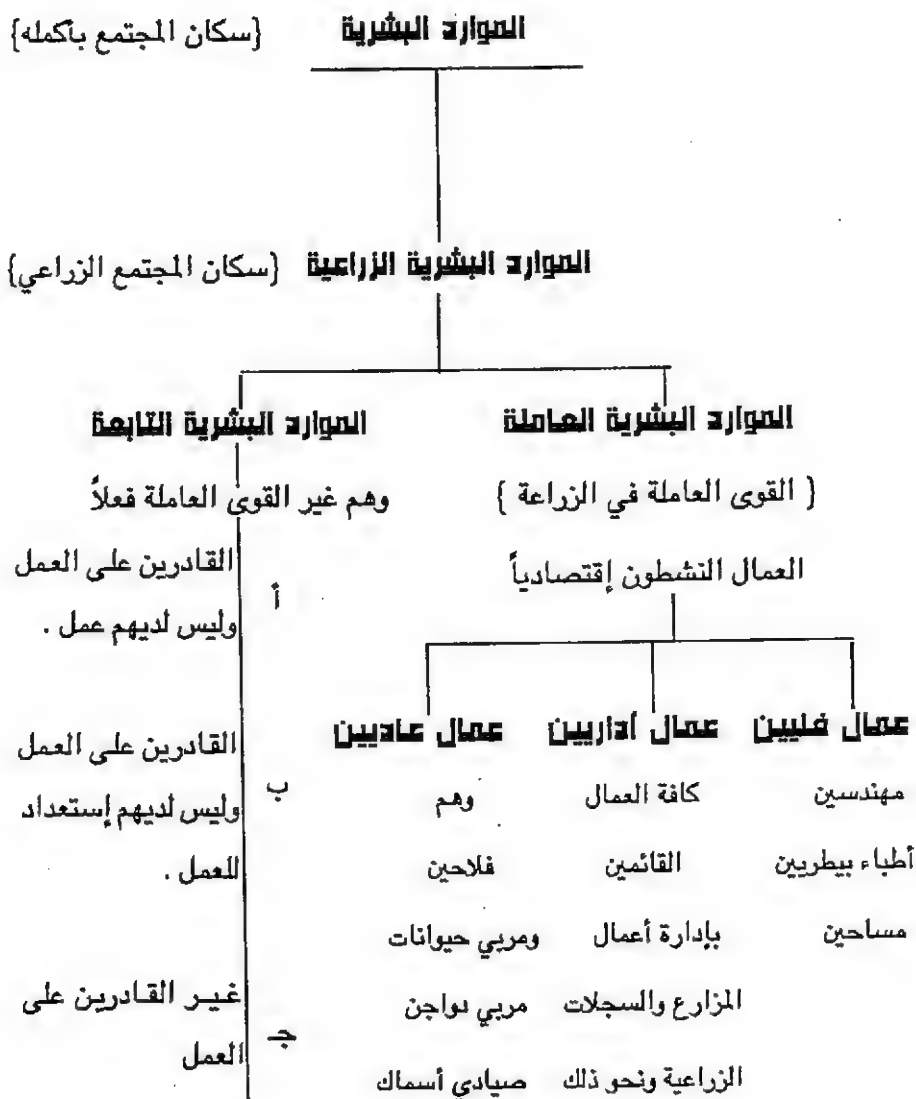 الموارد البشرية {سكان المجتمع بأكمله}
الموارد البشرية الزراعية {سكان المجتمع الزراعي}
الموارد البشرية العاملة
{ القوى العاملة في الزراعة }
العمال النشطون إقتصادياً
عمال فنيين
مهندسين
أطباء بيطريين
مساحين
عمال أداريين
كافة العمال
القائمين
بإدارة أعمال
المزارع والسجلات
الزراعية ونحو ذلك
عمال عاديين
وهم
فلاحين
ومربي حيوانات
مربي دواجن
صيادي أسماك
الموارد البشرية التابعة
وهم غير القوى العاملة فعلاً
أ القادرين على العمل
وليس لديهم عمل .
ب القادرين على العمل
وليس لديهم إستعداد
للعمل .
جـ غير القادرين على
العمل